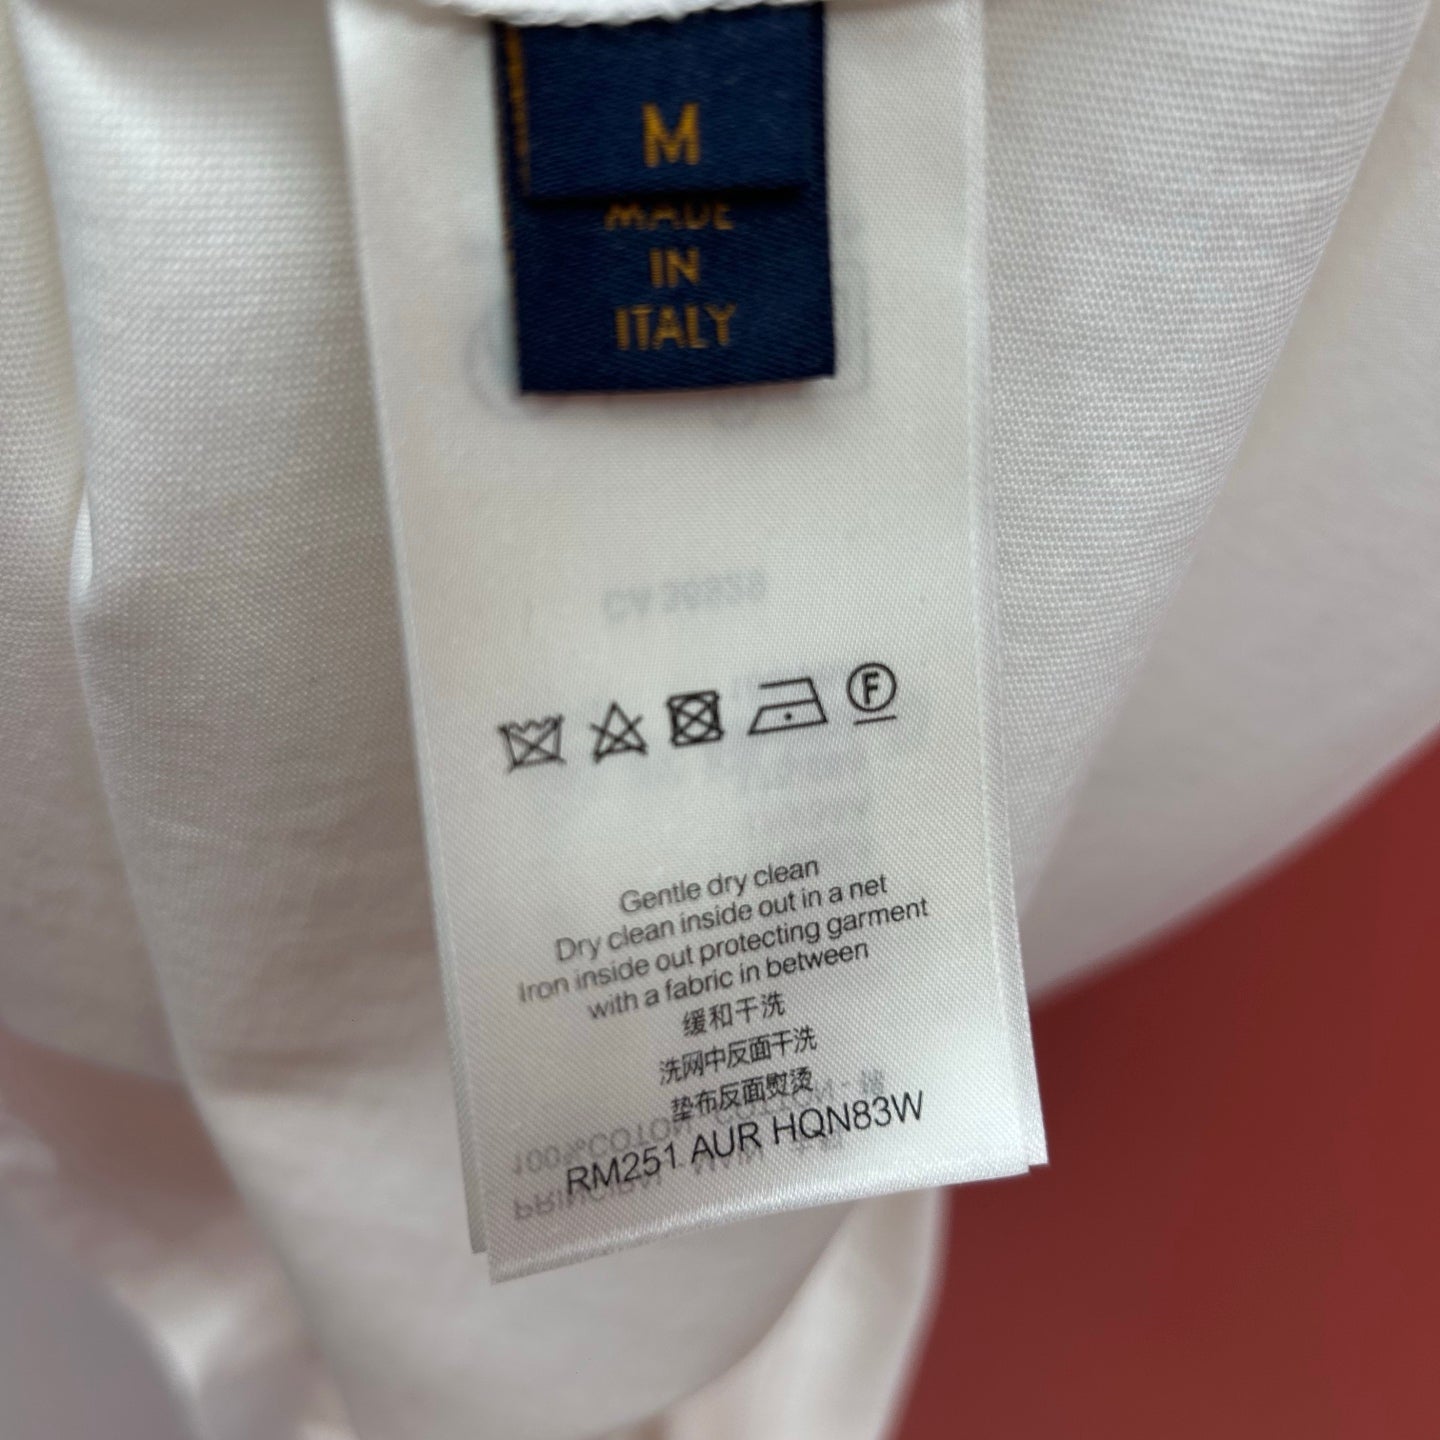 M
MADE
IN
ITALY
F
Gentle dry clean
Dry clean inside out in a net
Iron inside out protecting garment
with a fabric in between
缓和干洗
洗网中反面干洗
垫布反面熨烫
RM251 AUR HQN83W